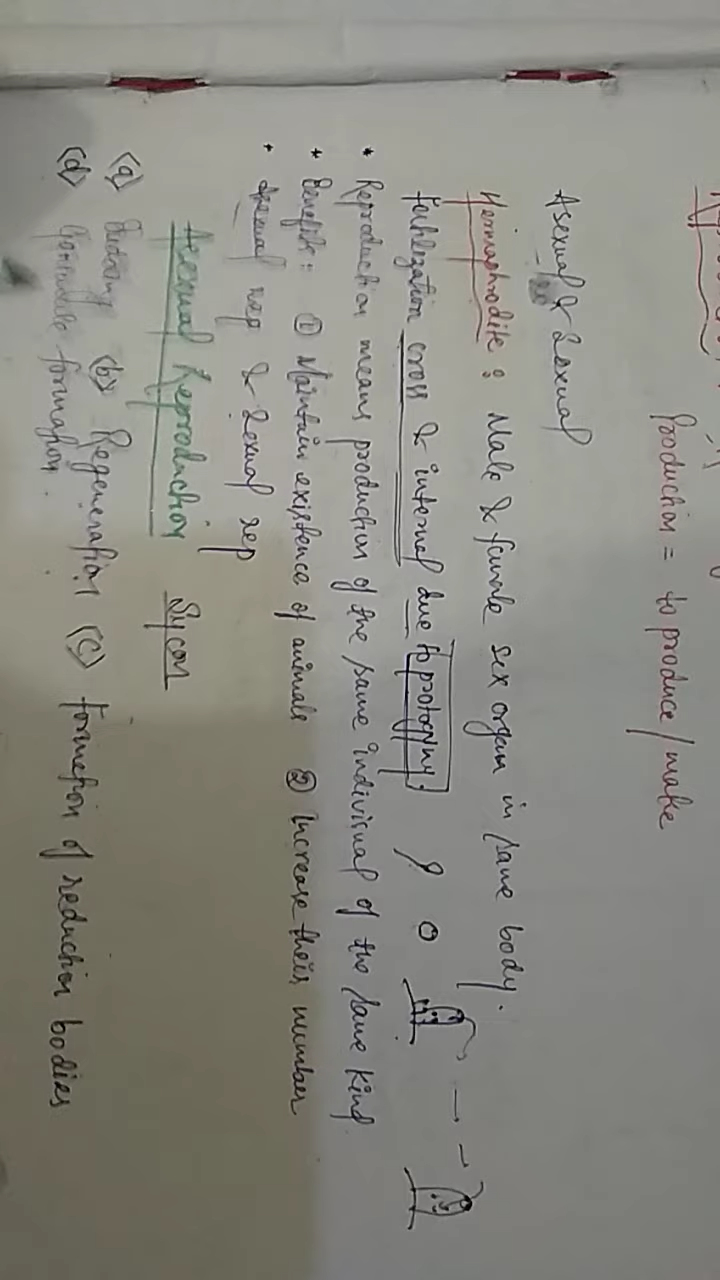 Production = to produce / make
Asexual & Sexual
Hermaphrodite : Male & female sex organ in same body.
fertilization cross & internal due to protogyny.
* Reproduction means production of the same indivisual of the same kind.
* Benefits : ① Maintain existence of animals ② Increase their number
* Asexual rep & Sexual rep
Asexual Reproduction Sycon
(a) Budding (b) Regeneration (c) formation of reduction bodies
(d) Gemmule formation.